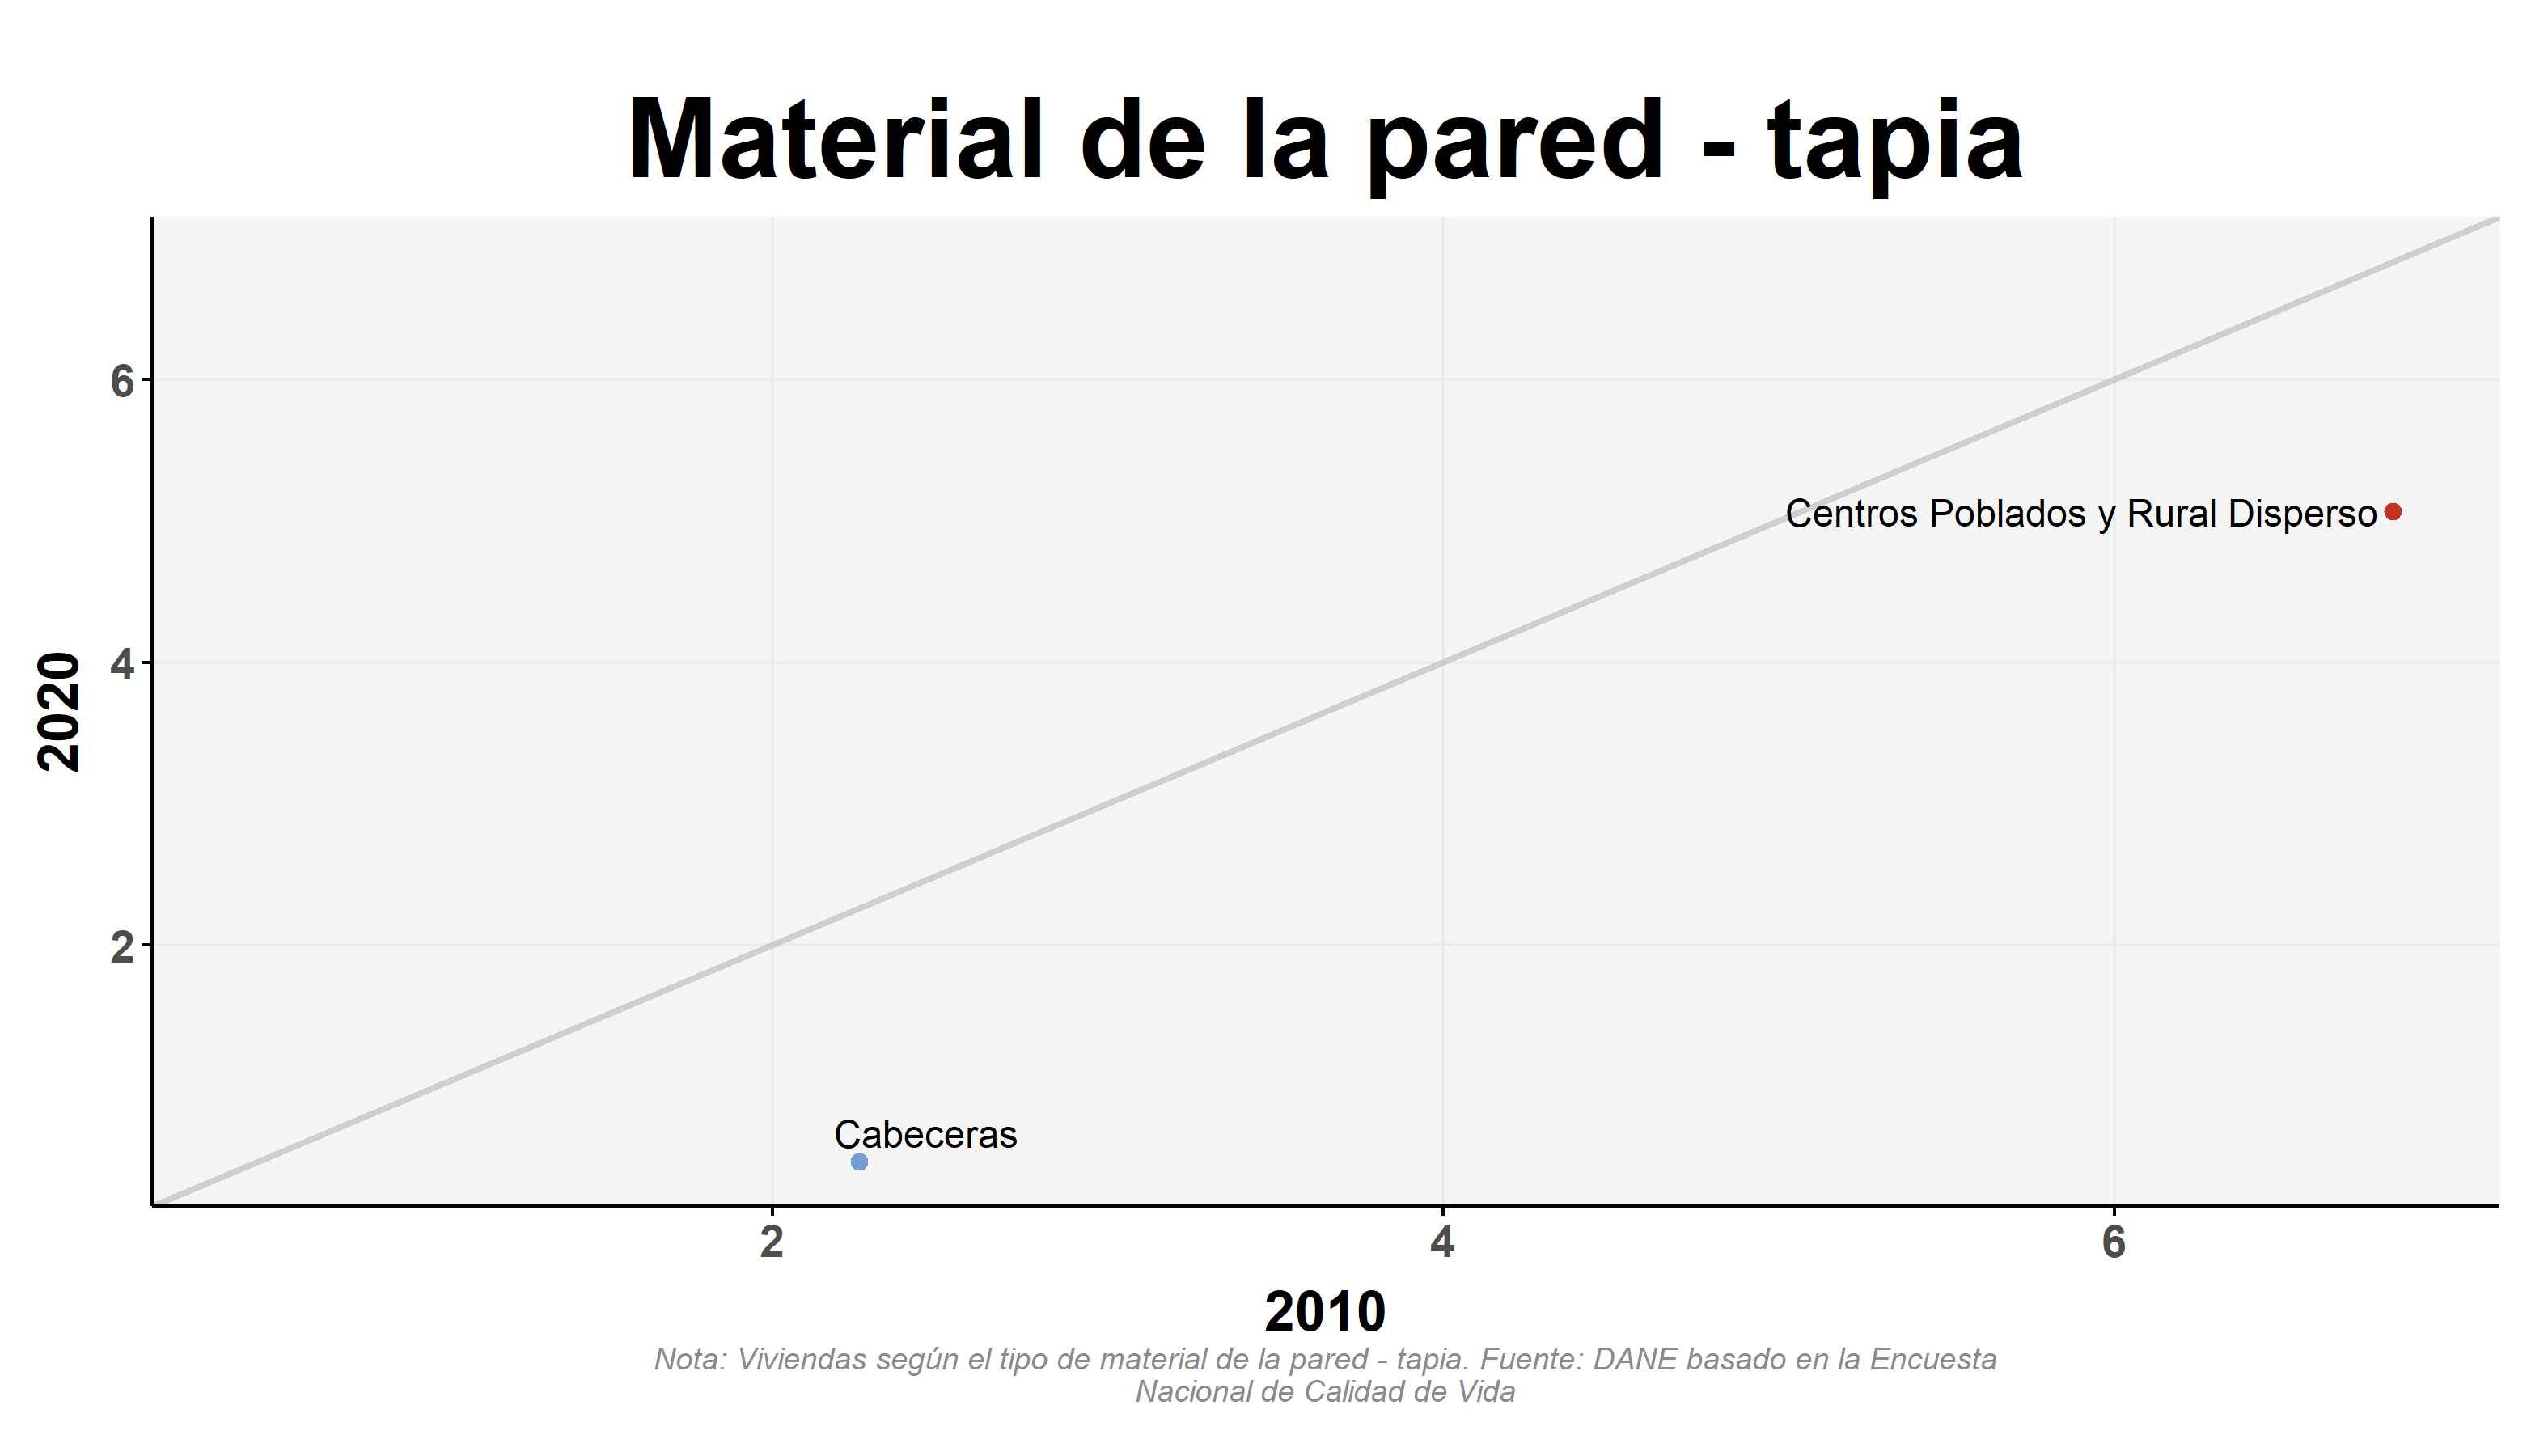 Material de la pared - tapia
6
4
2
2020
Centros Poblados y Rural Disperso
Cabeceras
2
4
6
2010
Nota: Viviendas según el tipo de material de la pared - tapia. Fuente: DANE basado en la Encuesta
Nacional de Calidad de Vida